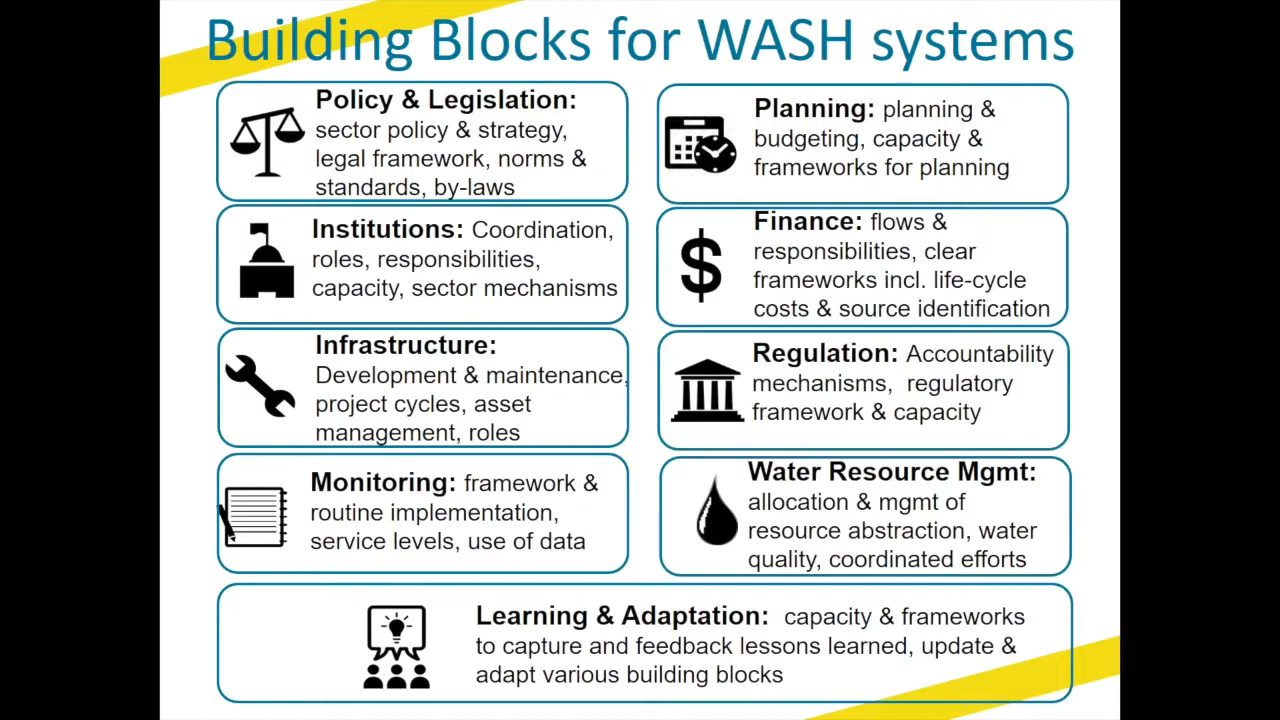 Building Blocks for WASH systems
Policy & Legislation:
sector policy & strategy,
legal framework, norms &
standards, by-laws
Planning: planning &
budgeting, capacity &
frameworks for planning
Institutions: Coordination,
roles, responsibilities,
capacity, sector mechanisms
Finance: flows &
responsibilities, clear
frameworks incl. life-cycle
costs & source identification
Infrastructure:
Development & maintenance,
project cycles, asset
management, roles
Regulation: Accountability
mechanisms, regulatory
framework & capacity
Monitoring: framework &
routine implementation,
service levels, use of data
Water Resource Mgmt:
allocation & mgmt of
resource abstraction, water
quality, coordinated efforts
Learning & Adaptation: capacity & frameworks
to capture and feedback lessons learned, update &
adapt various building blocks